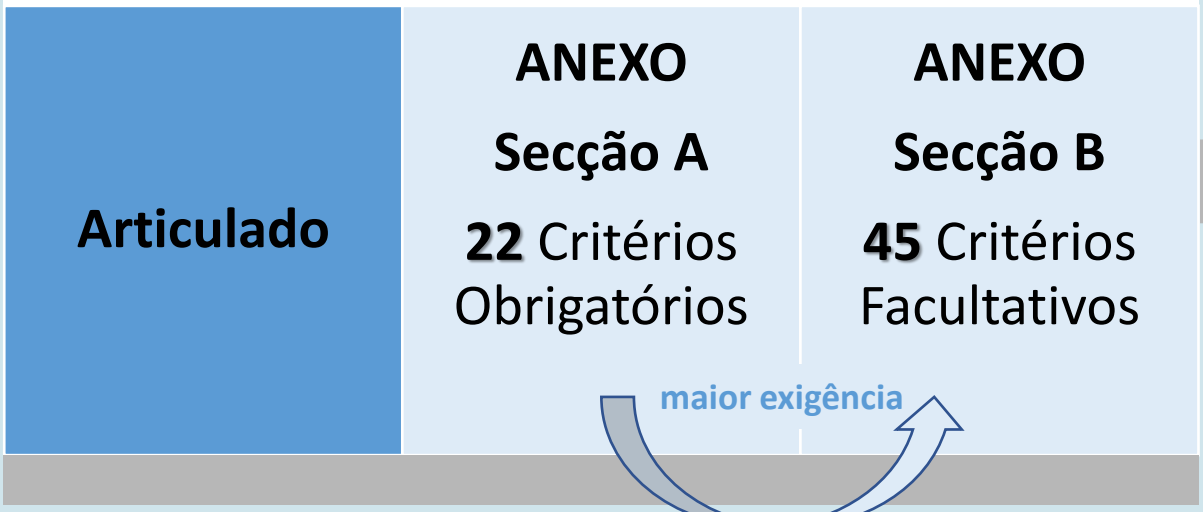 Articulado
ANEXO
Secção A
22 Critérios
Obrigatórios
ANEXO
Secção B
45 Critérios
Facultativos
maior exigência